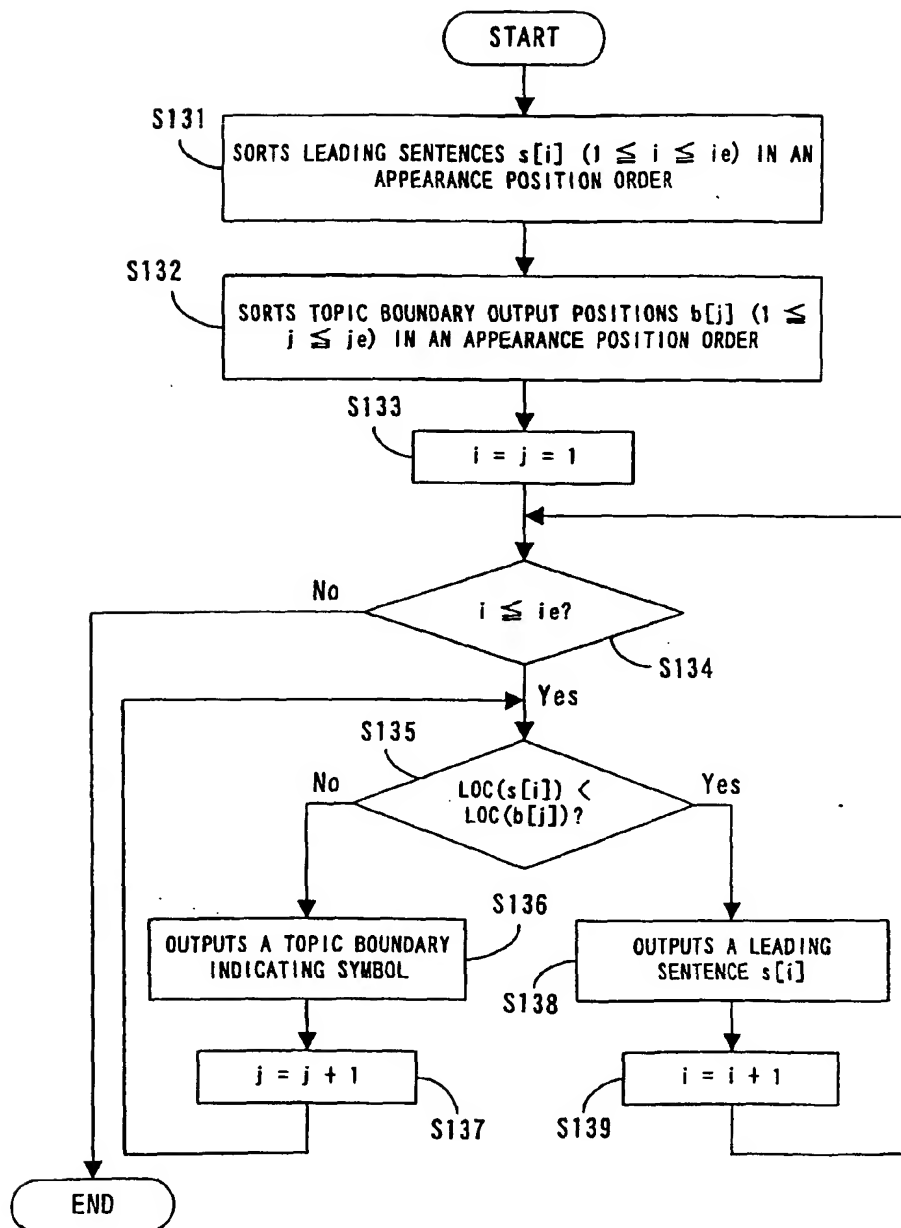 START
S131
SORTS LEADING SENTENCES s[i] (1 ≦ i ≦ ie) IN AN
APPEARANCE POSITION ORDER
S132
SORTS TOPIC BOUNDARY OUTPUT POSITIONS b[j] (1 ≦
j ≦ je) IN AN APPEARANCE POSITION ORDER
S133
i = j = 1
No
i ≦ ie?
S134
Yes
S135
No
LOC(s[i]) <
LOC(b[j])?
Yes
S136
OUTPUTS A TOPIC BOUNDARY
INDICATING SYMBOL
S138
OUTPUTS A LEADING
SENTENCE s[i]
j = j + 1
S137
i = i + 1
S139
END